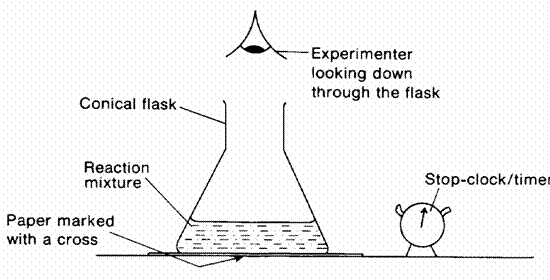 Experimenter
looking down
through the flask
Conical flask
Reaction
mixture
Stop-clock/timer
Paper marked
with a cross